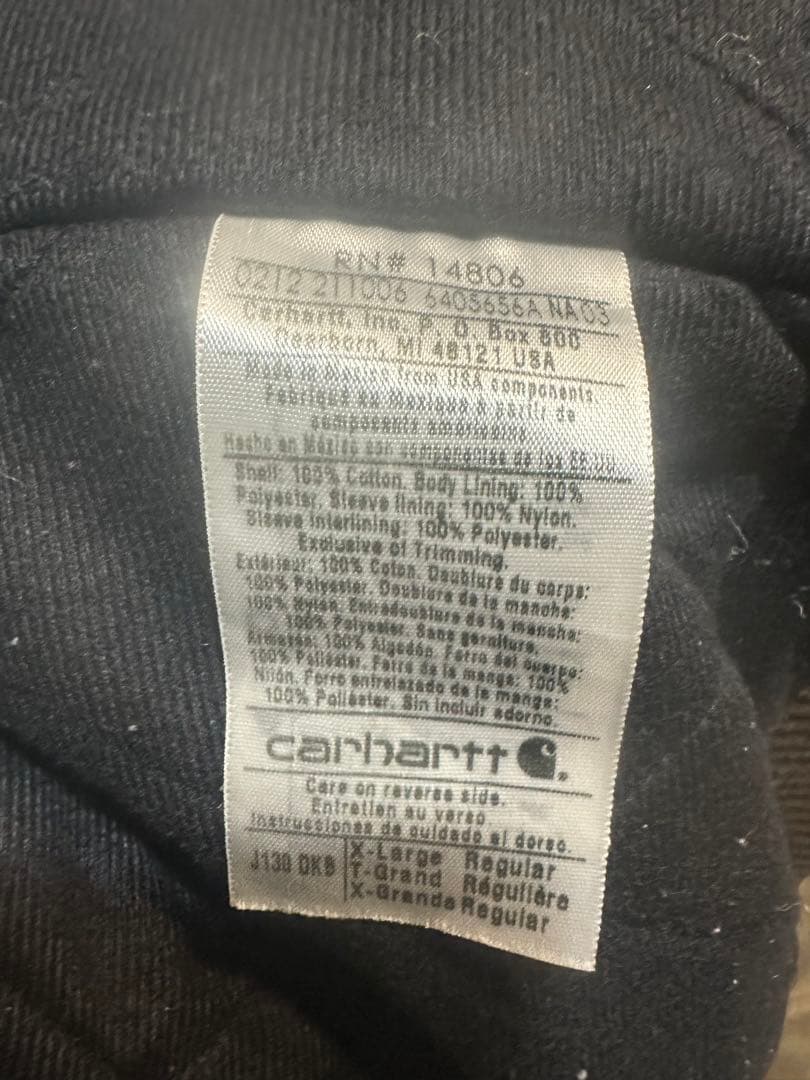 RN# 14806
0212 211006 6405656A NA03
Carhartt, Inc. P. O. Box 600
Dearborn, MI 48121 USA
Made in Mexico from USA components
Fabriqué au Mexique à partir de
composants américains
Hecho en México con componentes de los EE.UU.
Shell: 100% Cotton. Body Lining: 100%
Polyester. Sleeve lining: 100% Nylon.
Sleeve Interlining: 100% Polyester.
Exclusive of Trimming.
Extérieur: 100% Coton. Doublure du corps:
100% Polyester. Doublure de la manche:
100% Nylon. Entredoublure de la manche:
100% Polyester. Sans garniture.
100% Algodón. Forro del cuerpo:
100% Poliéster. Forro de la manga: 100%
Nilón. Forro entrelazado de la manga:
100% Poliéster. Sin incluir adorno.
carhartt
Care on reverse side.
Entretien au verso
Instrucciones de cuidado al dorso.
J130 DKB
X-Large Regular
T-Grand Régulière
X-Grande Regular